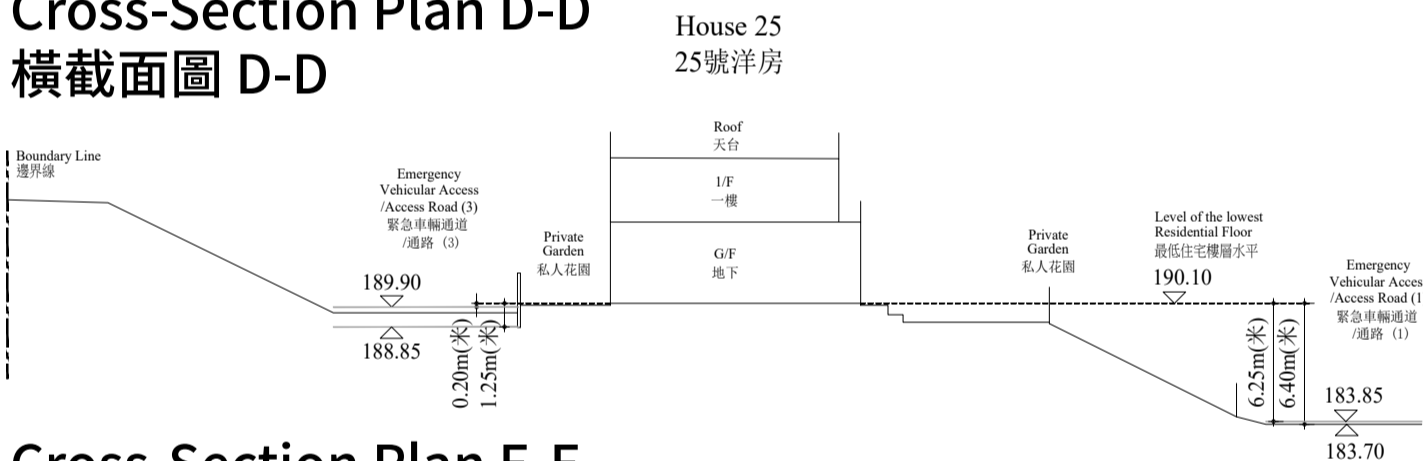 Cross-Section Plan D-D
橫截面圖 D-D
House 25
25號洋房
Boundary Line
邊界線
Emergency
Vehicular Access
/Access Road (3)
緊急車輛通道
/通路 (3)
189.90
188.85
0.20m(米)
1.25m(米)
Private
Garden
私人花園
Roof
天台
1/F
一樓
G/F
地下
Private
Garden
私人花園
Level of the lowest
Residential Floor
最低住宅樓層水平
190.10
6.25m(米)
6.40m(米)
Emergency
Vehicular Acces
/Access Road (1
緊急車輛通道
/通路 (1)
183.85
183.70
Cross-Section Plan E-E